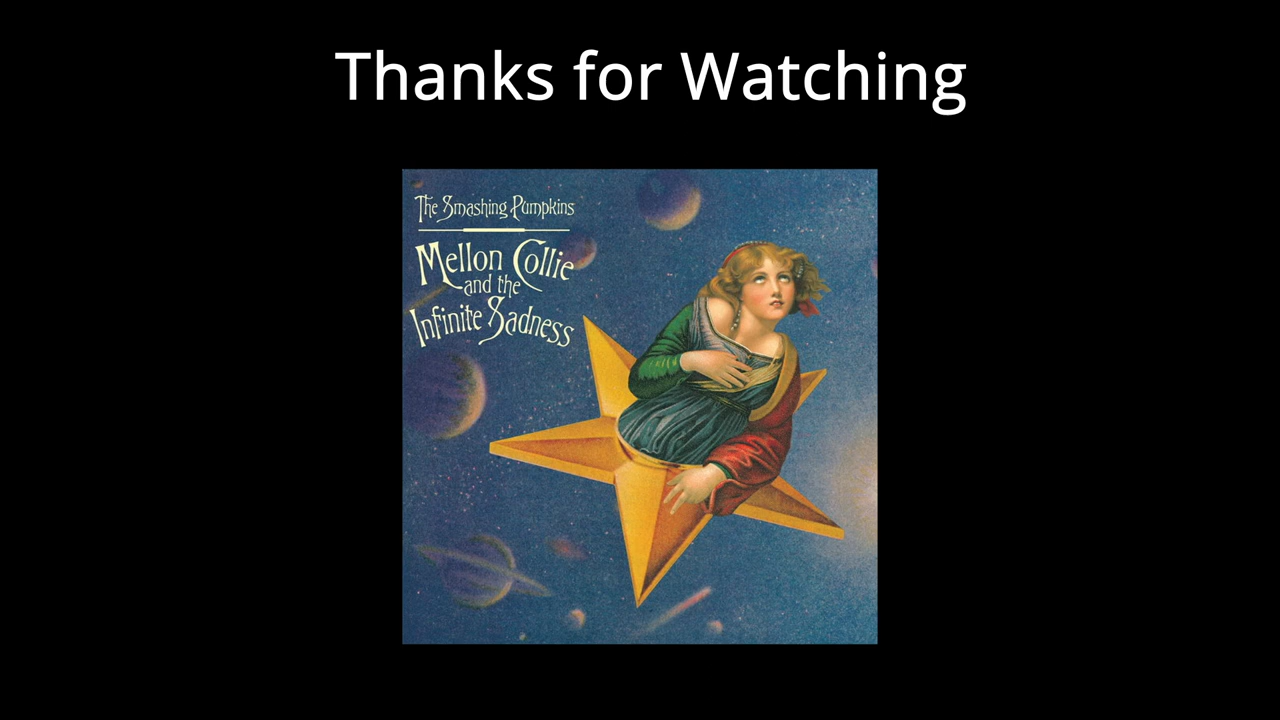 Thanks for Watching
The Smashing Pumpkins
Mellon Collie
and the
Infinite Sadness